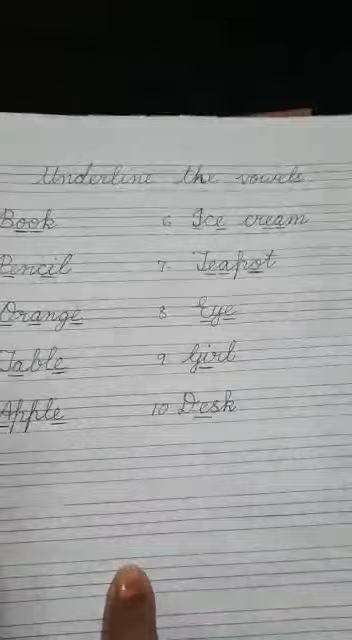 Underline the vowels
Book 6 Ice cream
Pencil 7. Teapot
Orange 8 Eye
Table 9 Girl
Apple 10 Desk